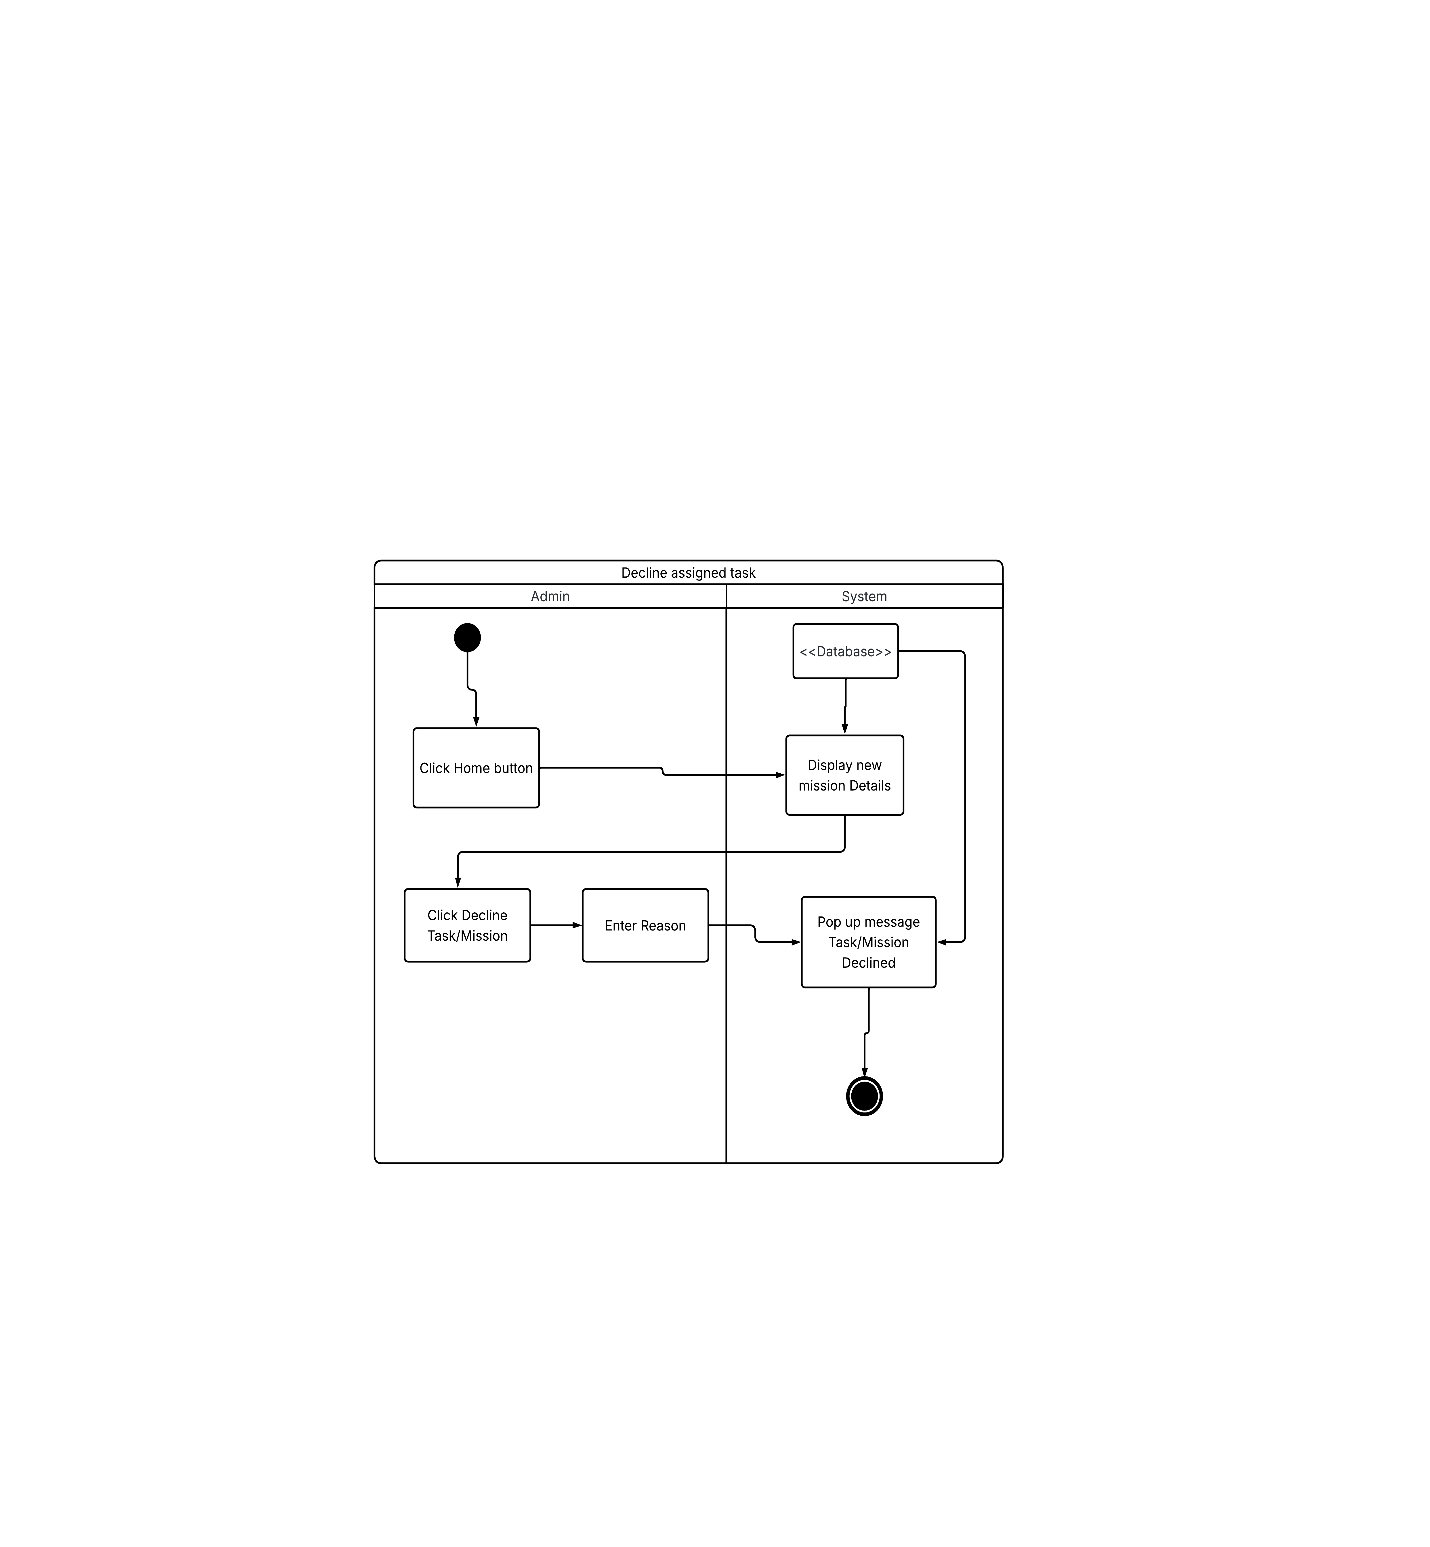 Decline assigned task
Admin
System
<<Database>>
Click Home button
Display new
mission Details
Click Decline
Task/Mission
Enter Reason
Pop up message
Task/Mission
Declined